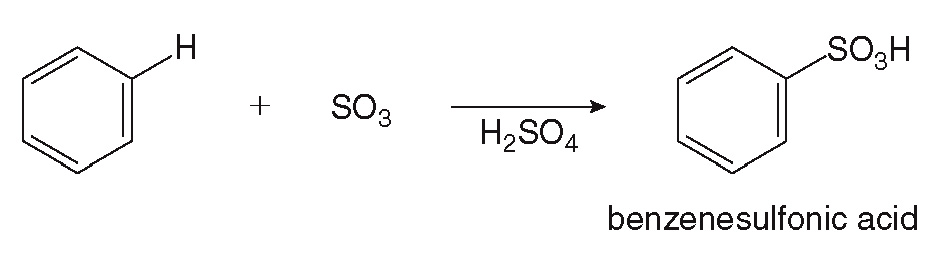 H
+ SO3
H2SO4
SO3H
benzenesulfonic acid